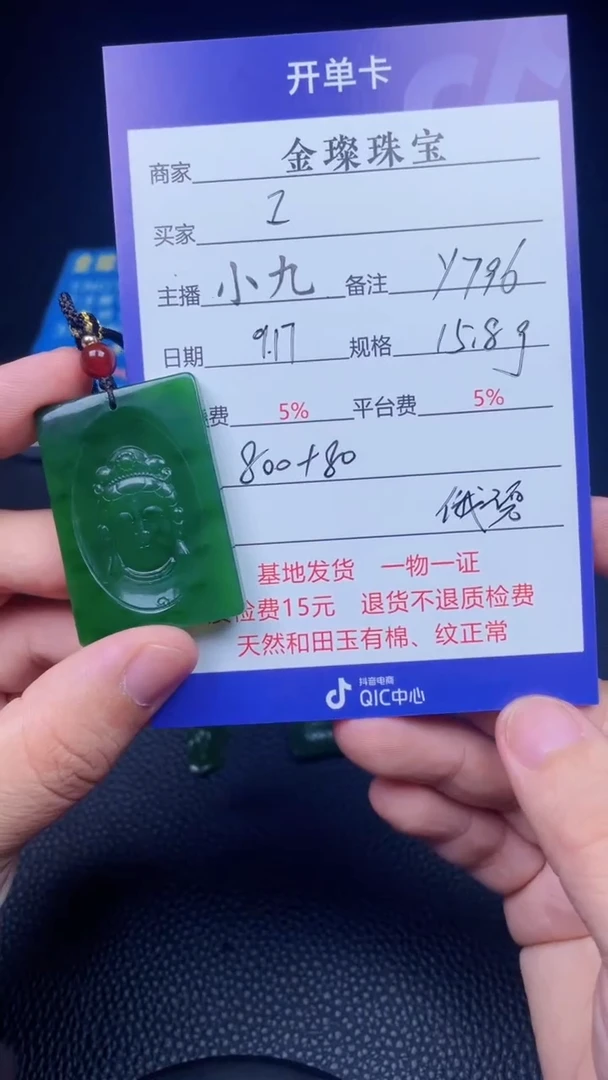 开单卡
商家 金璨珠宝
买家 I
主播 小九 备注 Y796
日期 9.17 规格 15.8g
费 5% 平台费 5%
800+80
俄碧
基地发货 一物一证
检费15元 退货不退质检费
天然和田玉有棉、纹正常
抖音电商
QIC中心